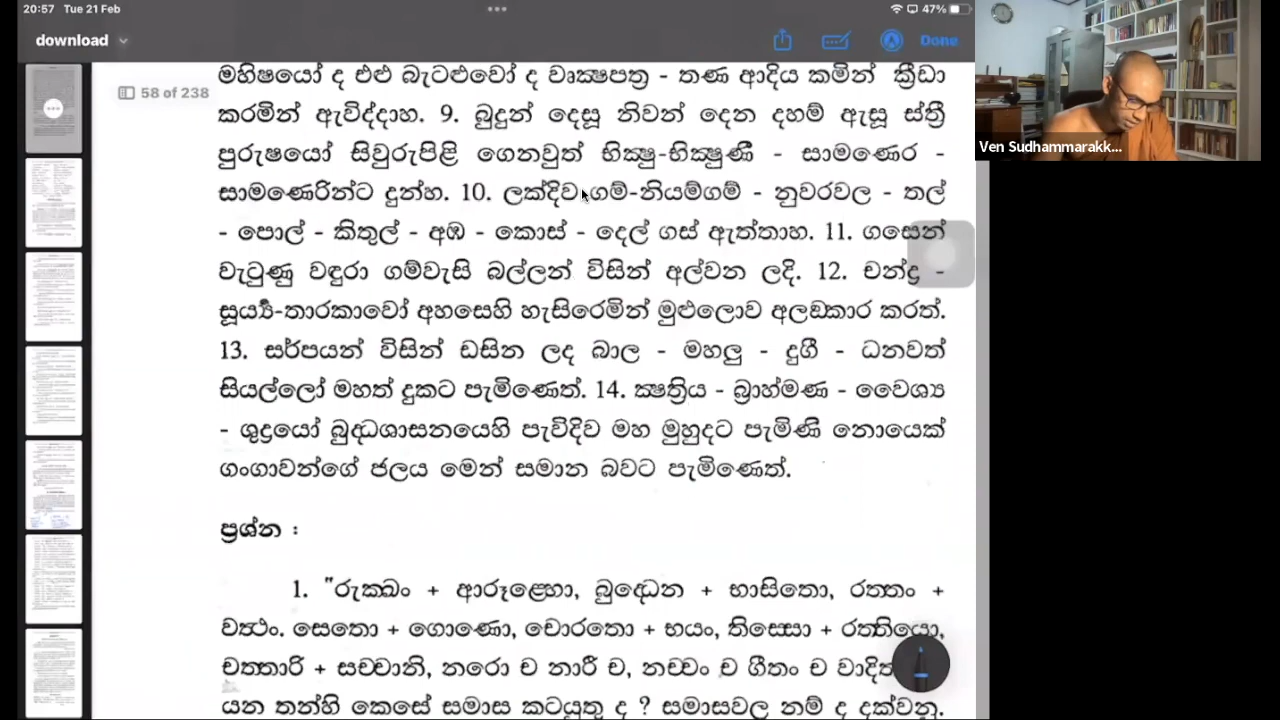 20:57 Tue 21 Feb
47%
download
Done
58 of 238
මහිෂයෝ ද එළු බැටළුවෝ ද වෘක්‍ෂපත්‍ර - තණ ආදිය කමින් ක්‍රීඩා
කරමින් ඇවිද්දාහ. 9. බුදුන් දෙසූ නිවන් දෙන දහම් ඇසූ ස්ත්‍රී
පුරුෂයෝ සිවුරුපිළි ගෙනවුත් භික්‍ෂු-භික්‍ෂුණී - සාමණෙර -
සාමණෙරින්ට දුන්හ. 10. ලක්දිව ගම්-නියම්ගම් - නුවරවල - තල්
- පොල් - කිතුල් - අඹ - කොස් - දෙල් ගස් ඇත්තාහ. 11. ගසෙන්
වැටුණු වඳුරා ගම්වැසි බල්ලන් විසින් අල්වන ලදි. 12. චන්ද්‍ර -
සූර්‍ය්‍ය-තාරකාවෝ අහසෙහි හැසිරෙමින් මුළුලොව අලඞ්කාර කරත්.
13. සර්පයන් විසින් ඩසින ලද බාල - මහලු - දුගී - ධනවත්
සියල්ලෝ මහත් දුකට පැමිණෙත්. 14. ක්‍ෂත්‍රිය - බ්‍රාහ්මණ - වෛශ්‍ය
- ශුද්‍රයෝ බුද්ධශාසනයෙහි පැවිදිව මහ මුහුදට පැමිණි නොයෙක්
ගංගාවන්ගේ ජලය මෙන් සමාන බවට පැමිණෙත්.
ප්‍රශ්න :
1. "රුක්ඛං + ආරූළ්හො, බුද්ධෙන + භාසිතො, රත්තං +
වත්ථං. සෙතො + ගොණො, චොරතො + භයං, තිස්සො +
චත්තාරි + සච්චානි, ච නාරී ච, ච
යන තන්හි කෙසේ සමාස කටයුතු ද ? සමාසවල නම් ද දක්වනු.
Ven Sudhammarakk...